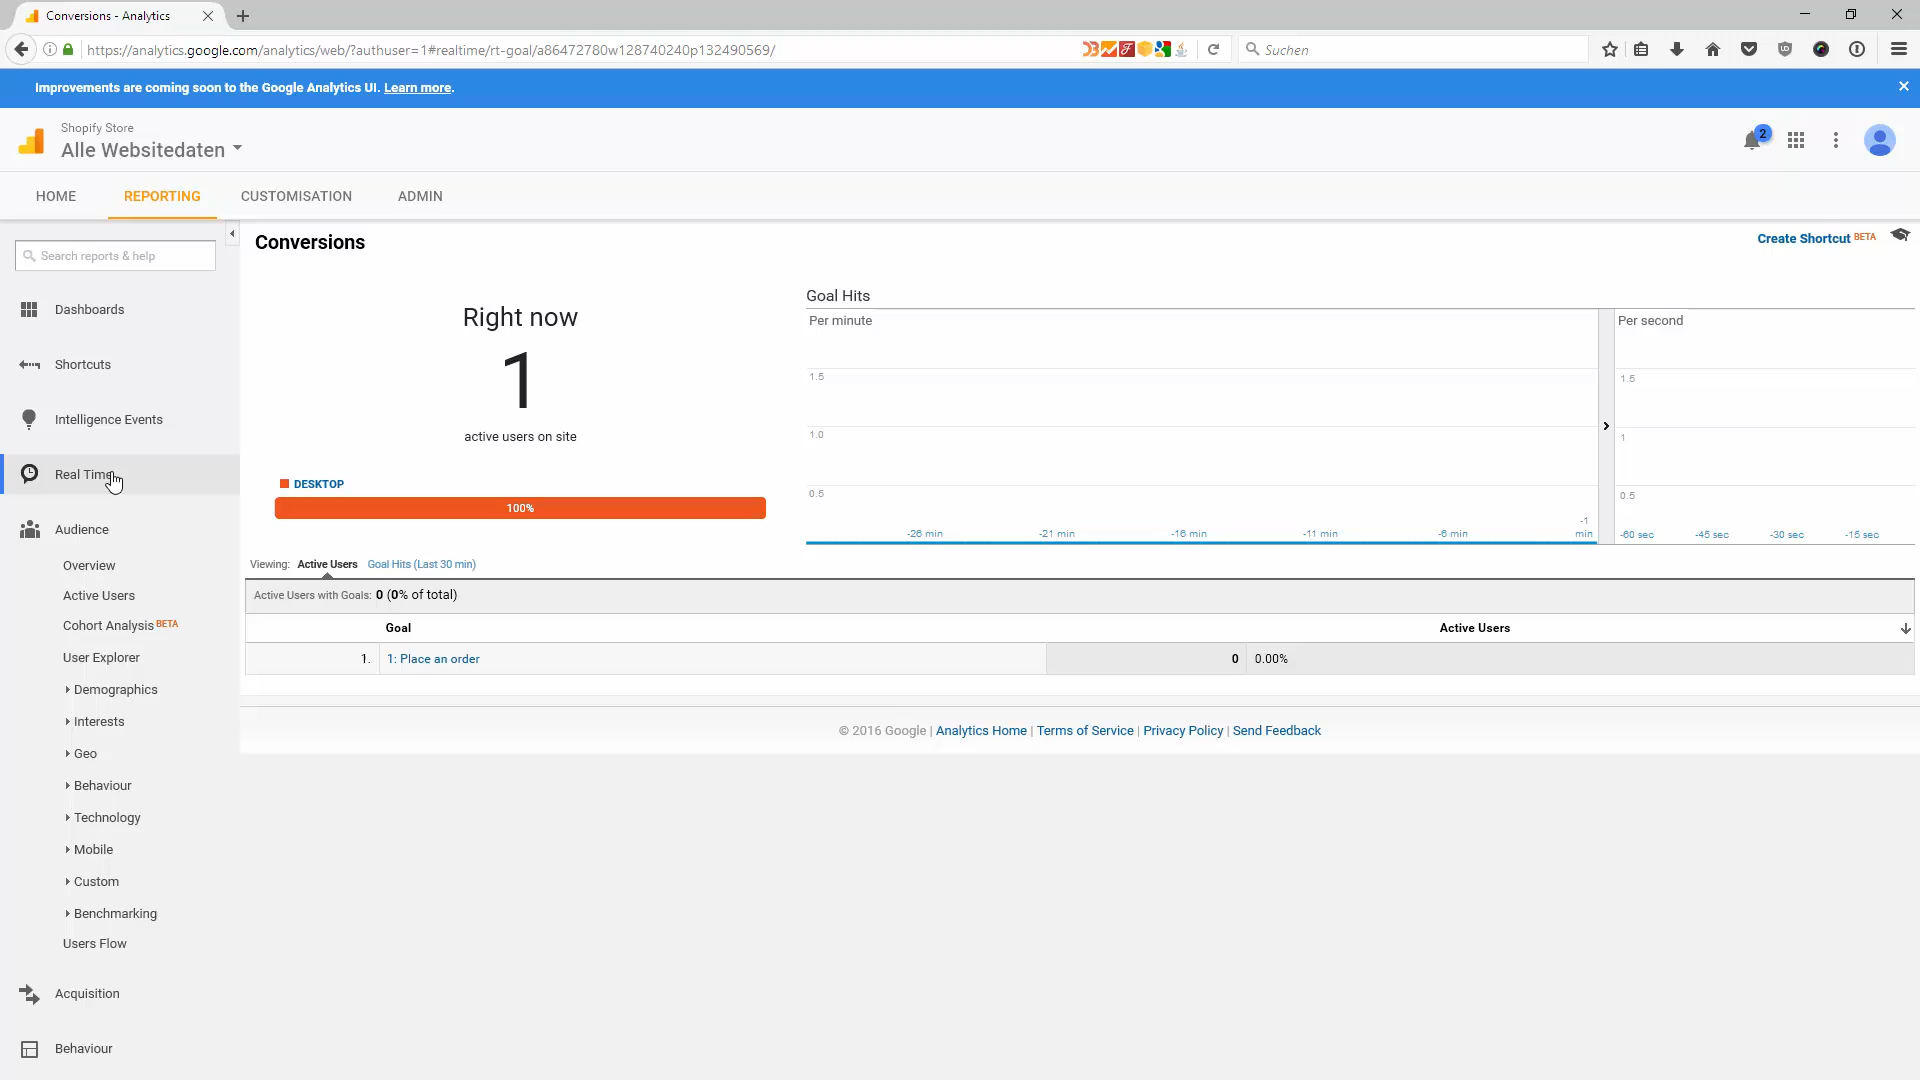 Conversions - Analytics
https://analytics.google.com/analytics/web/?authuser=1#realtime/rt-goal/a86472780w128740240p132490569/
Suchen
Improvements are coming soon to the Google Analytics UI. Learn more.
Shopify Store
Alle Websitedaten
2
HOME
REPORTING
CUSTOMISATION
ADMIN
Search reports & help
Dashboards
Shortcuts
Intelligence Events
Real Time
Audience
Overview
Active Users
Cohort Analysis BETA
User Explorer
Demographics
Interests
Geo
Behaviour
Technology
Mobile
Custom
Benchmarking
Users Flow
Acquisition
Behaviour
Conversions
Create Shortcut BETA
Right now
1
active users on site
DESKTOP
100%
Goal Hits
Per minute
1.5
1.0
0.5
-26 min
-21 min
-16 min
-11 min
-6 min
-1
min
Per second
1.5
1
0.5
-60 sec
-45 sec
-30 sec
-15 sec
Viewing: Active Users Goal Hits (Last 30 min)
Active Users with Goals: 0 (0% of total)
Goal Active Users
1. 1: Place an order 0 0.00%
© 2016 Google | Analytics Home | Terms of Service | Privacy Policy | Send Feedback